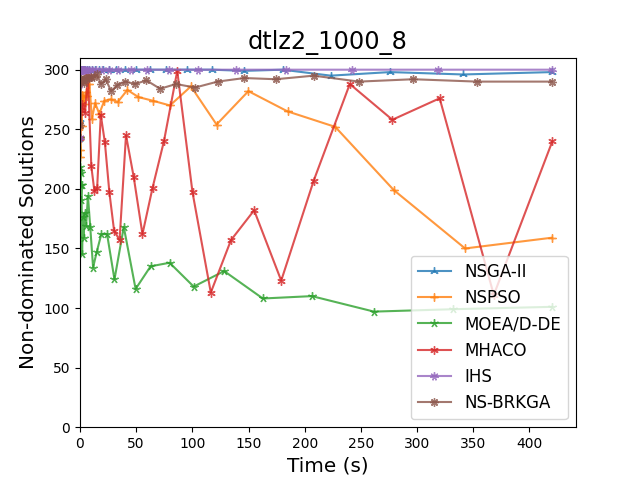 dtlz2_1000_8
Non-dominated Solutions
300
250
200
150
100
50
0
NSGA-II
NSPSO
MOEA/D-DE
MHACO
IHS
NS-BRKGA
0 50 100 150 200 250 300 350 400
Time (s)